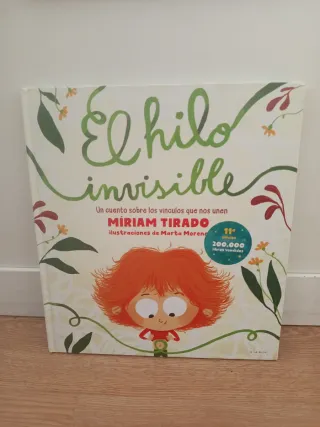 El hilo
invisible
Un cuento sobre los vínculos que nos unen
MÍRIAM TIRADO
ilustraciones de Marta Moreno
11ª
200.000